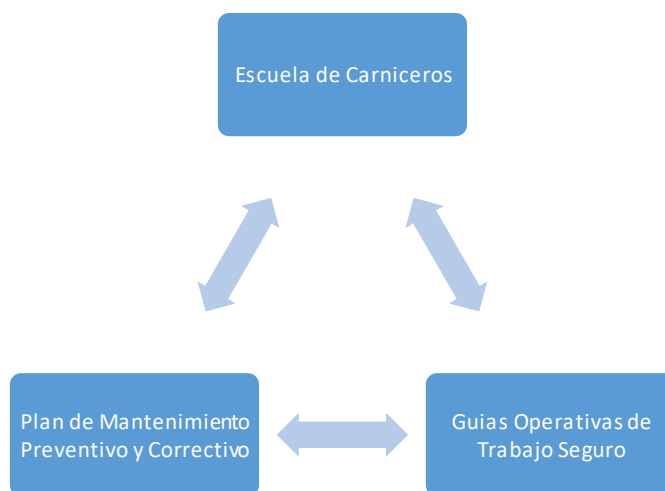 Escuela de Carniceros
Plan de Mantenimiento
Preventivo y Correctivo
Guias Operativas de
Trabajo Seguro